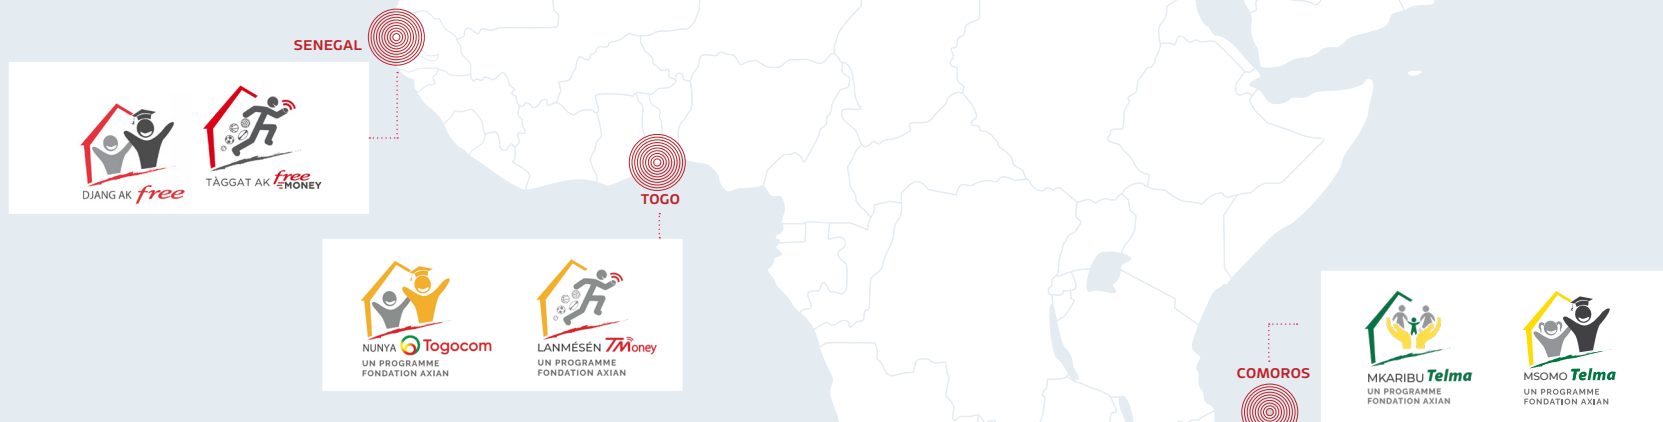 SENEGAL
DJANG AK free
TÀGGAT AK free
MONEY
TOGO
NUNYA Togocom
UN PROGRAMME
FONDATION AXIAN
LANMÉSÉN TMoney
UN PROGRAMME
FONDATION AXIAN
COMOROS
MKARIBU Telma
UN PROGRAMME
FONDATION AXIAN
MSOMO Telma
UN PROGRAMME
FONDATION AXIAN